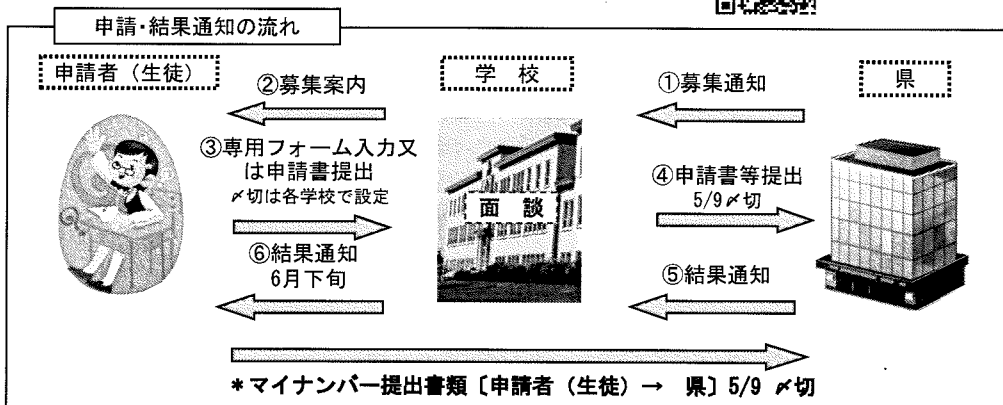 申請・結果通知の流れ
申請者（生徒）
学　校
県
②募集案内
①募集通知
③専用フォーム入力又
は申請書提出
〆切は各学校で設定
面　談
④申請書等提出
5/9〆切
⑥結果通知
6月下旬
⑤結果通知
＊マイナンバー提出書類〔申請者（生徒）→　県〕5/9 〆切